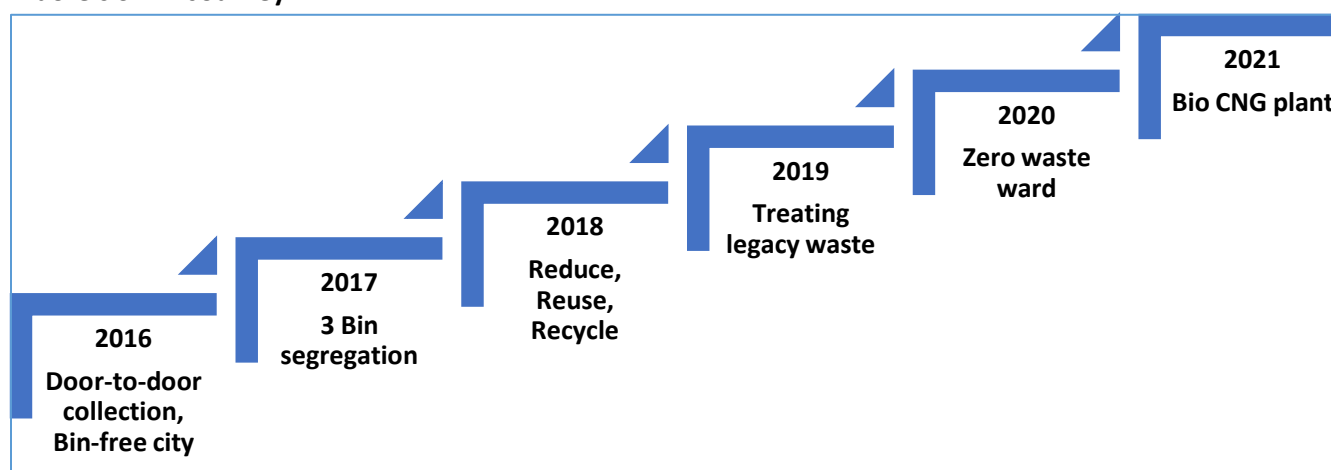 2016
Door-to-door
collection,
Bin-free city
2017
3 Bin
segregation
2018
Reduce,
Reuse,
Recycle
2019
Treating
legacy waste
2020
Zero waste
ward
2021
Bio CNG plant